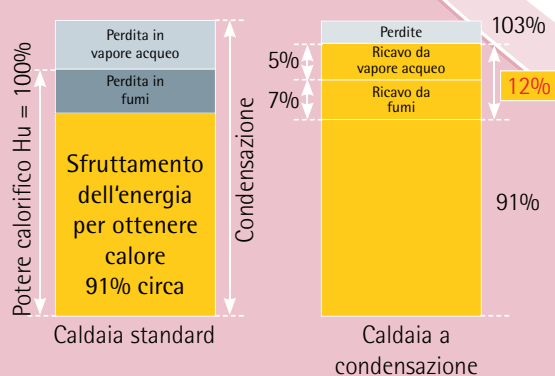 Potere calorifico Hu = 100%
Perdita in
vapore acqueo
Perdita in
fumi
Sfruttamento
dell'energia
per ottenere
calore
91% circa
Condensazione
Caldaia standard
5%
7%
Perdite
Ricavo da
vapore acqueo
Ricavo da
fumi
103%
12%
91%
Caldaia a
condensazione